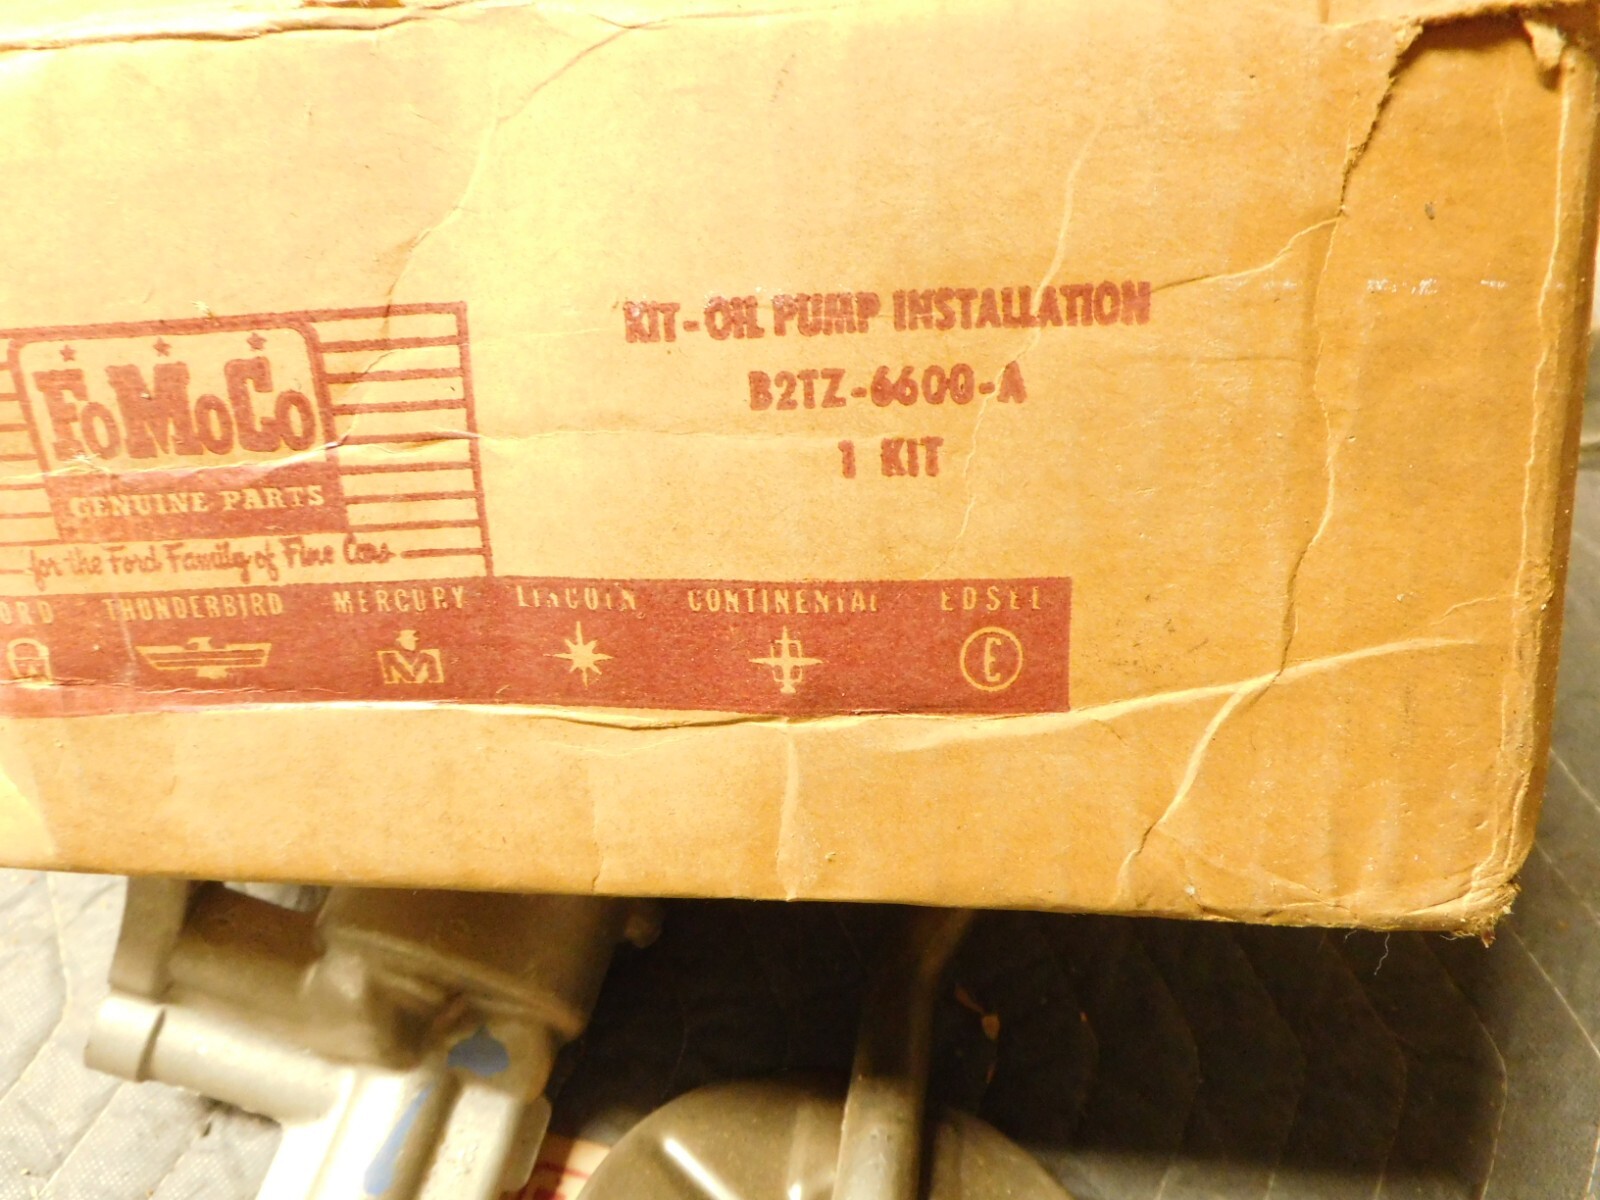 KIT-OIL PUMP INSTALLATION
B2TZ-6600-A
1 KIT
FoMoCo
GENUINE PARTS
for the Ford Family of Fine Cars
ORD THUNDERBIRD MERCURY LINCOLN CONTINENTAL EDSEL
M
E